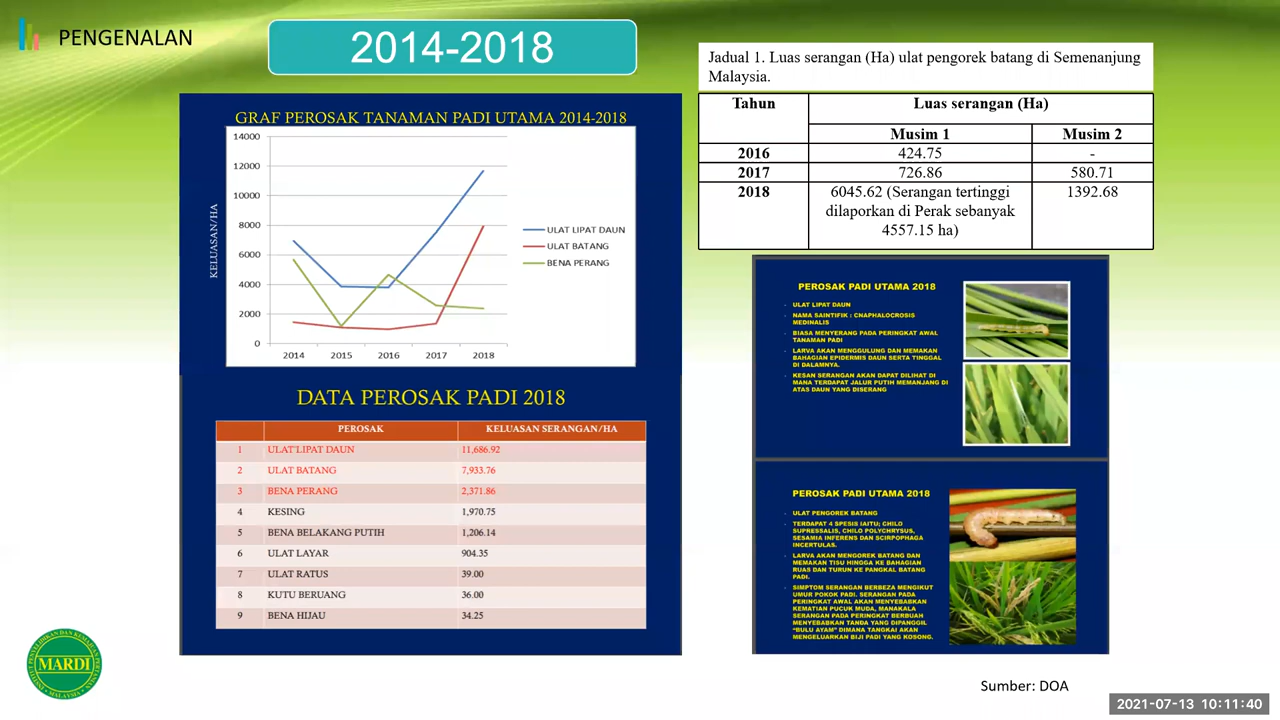 PENGENALAN
2014-2018
GRAF PEROSAK TANAMAN PADI UTAMA 2014-2018
KELUASAN/HA
14000
12000
10000
8000
6000
4000
2000
0
2014 2015 2016 2017 2018
ULAT LIPAT DAUN
ULAT BATANG
BENA PERANG
DATA PEROSAK PADI 2018
PEROSAK KELUASAN SERANGAN/HA
1 ULAT LIPAT DAUN 11,686.92
2 ULAT BATANG 7,933.76
3 BENA PERANG 2,371.86
4 KESING 1,970.75
5 BENA BELAKANG PUTIH 1,206.14
6 ULAT LAYAR 904.35
7 ULAT RATUS 39.00
8 KUTU BERUANG 36.00
9 BENA HIJAU 34.25
Jadual 1. Luas serangan (Ha) ulat pengorek batang di Semenanjung
Malaysia.
Tahun Luas serangan (Ha)
Musim 1 Musim 2
2016 424.75 -
2017 726.86 580.71
2018 6045.62 (Serangan tertinggi 1392.68
dilaporkan di Perak sebanyak
4557.15 ha)
PEROSAK PADI UTAMA 2018
- ULAT LIPAT DAUN
- NAMA SAINTIFIK : CNAPHALOCROSIS
MEDINALIS
- BIASA MENYERANG PADA PERINGKAT AWAL
TANAMAN PADI
- LARVA AKAN MENGGULUNG DAN MEMAKAN
BAHAGIAN EPIDERMIS DAUN SERTA TINGGAL
DI DALAMNYA.
- KESAN SERANGAN AKAN DAPAT DILIHAT DI
MANA TERDAPAT JALUR PUTIH MEMANJANG DI
ATAS DAUN YANG DISERANG
PEROSAK PADI UTAMA 2018
- ULAT PENGOREK BATANG
- TERDAPAT 4 SPESIS IAITU; CHILO
SUPRESSALIS, CHILO POLYCHRYSUS,
SESAMIA INFERENS DAN SCIRPOPHAGA
INCERTULAS.
- LARVA AKAN MENGOREK BATANG DAN
MEMAKAN TISU HINGGA KE BAHAGIAN
RUAS DAN TURUN KE PANGKAL BATANG
PADI.
- SIMPTOM SERANGAN BERBEZA MENGIKUT
UMUR POKOK PADI. SERANGAN PADA
PERINGKAT AWAL AKAN MENYEBABKAN
KEMATIAN PUCUK MUDA, MANAKALA
SERANGAN PADA PERINGKAT BERBUAH
MENYEBABKAN TANDA YANG DIPANGGIL
"BULU AYAM" DIMANA TANGKAI AKAN
MENGELUARKAN BIJI PADI YANG KOSONG.
MARDI
MALAYSIA
Sumber: DOA
2021-07-13 10:11:40